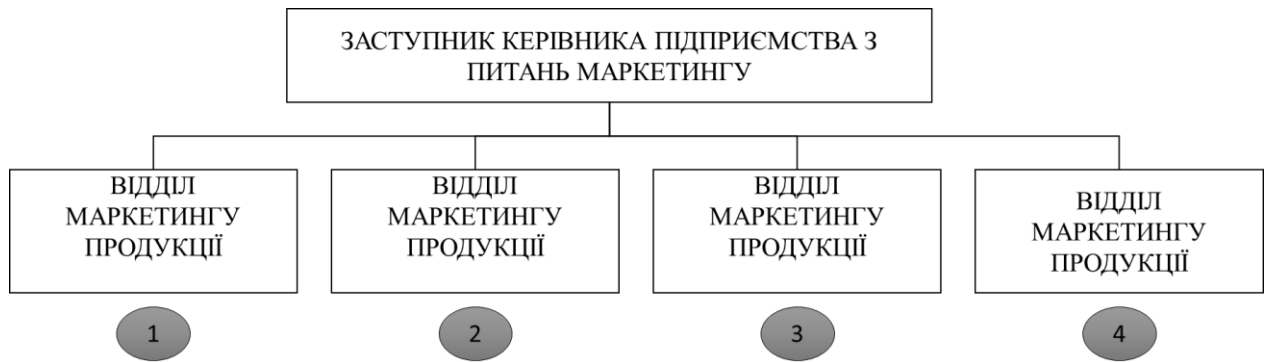 ЗАСТУПНИК КЕРІВНИКА ПІДПРИЄМСТВА З
ПИТАНЬ МАРКЕТИНГУ
ВІДДІЛ
МАРКЕТИНГУ
ПРОДУКЦІЇ
ВІДДІЛ
МАРКЕТИНГУ
ПРОДУКЦІЇ
ВІДДІЛ
МАРКЕТИНГУ
ПРОДУКЦІЇ
ВІДДІЛ
МАРКЕТИНГУ
ПРОДУКЦІЇ
1
2
3
4